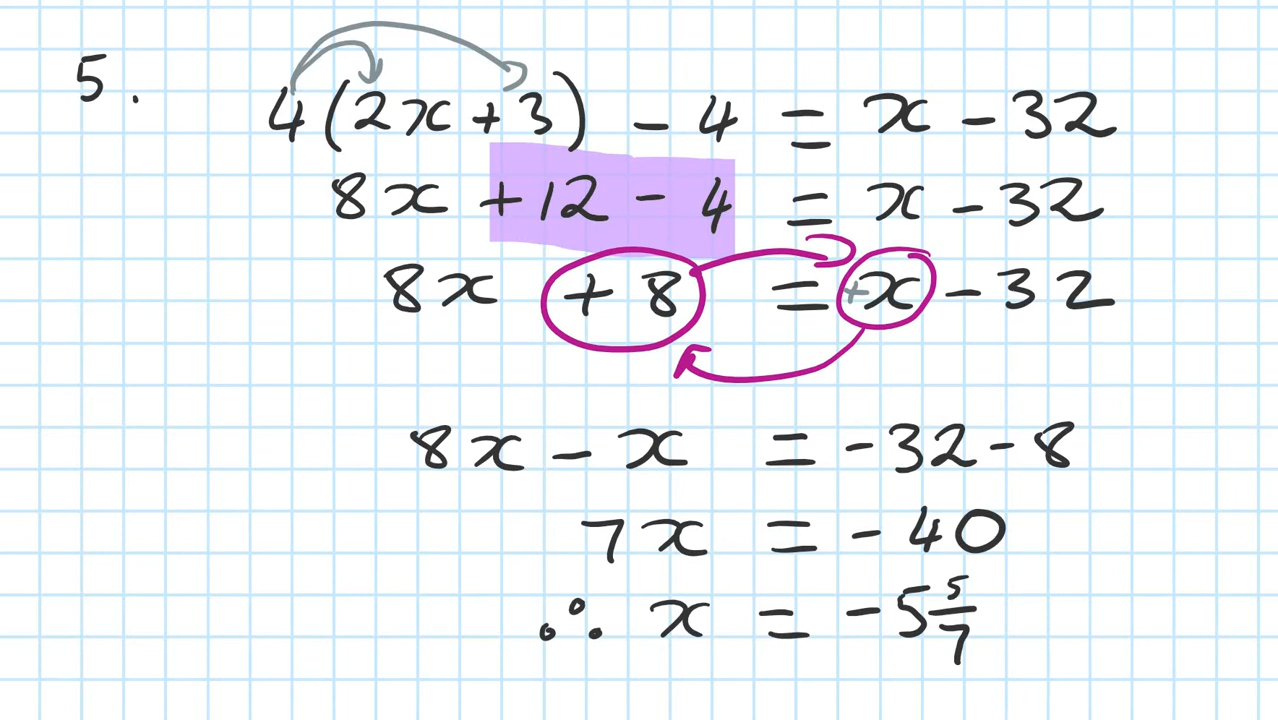 5. 4(2x + 3) - 4 = x - 32
8x + 12 - 4 = x - 32
8x + 8 = +x - 32
8x - x = -32 - 8
7x = -40
∴ x = -5 5/7